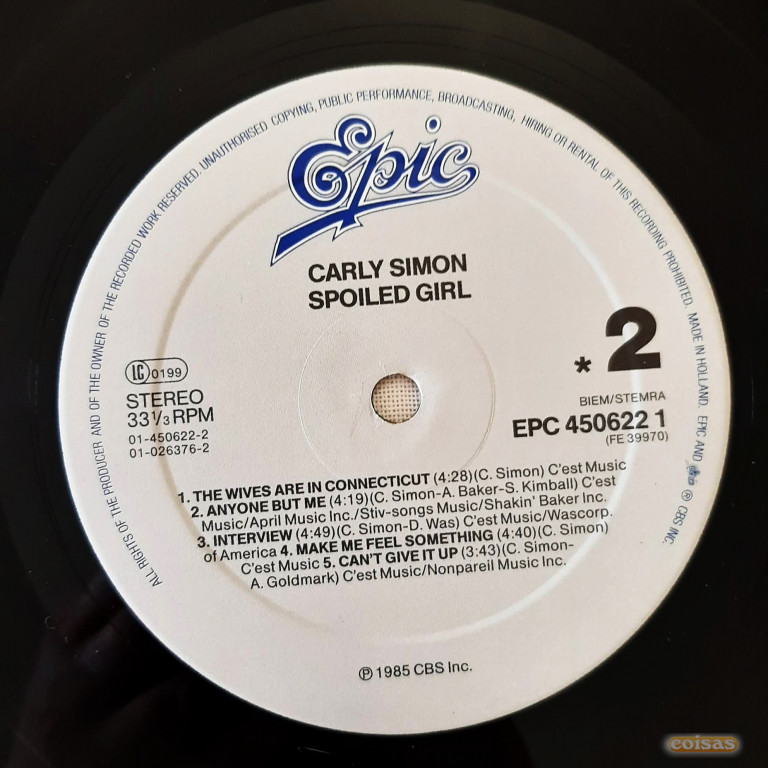 ALL RIGHTS OF THE PRODUCER AND OF THE OWNER OF THE RECORDED WORK RESERVED. UNAUTHORISED COPYING, PUBLIC PERFORMANCE, BROADCASTING, HIRING OR RENTAL OF THIS RECORDING PROHIBITED. MADE IN HOLLAND. EPIC AND ℗ CBS INC.
Epic
CARLY SIMON
SPOILED GIRL
LC 0199
STEREO
33 1/3 RPM
01-450622-2
01-026376-2
* 2
BIEM/STEMRA
EPC 450622 1
(FE 39970)
1. THE WIVES ARE IN CONNECTICUT (4:28)(C. Simon) C'est Music
2. ANYONE BUT ME (4:19)(C. Simon-A. Baker-S. Kimball) C'est
Music/April Music Inc./Stiv-songs Music/Shakin' Baker Inc.
3. INTERVIEW (4:49)(C. Simon-D. Was) C'est Music/Wascorp.
of America 4. MAKE ME FEEL SOMETHING (4:40)(C. Simon)
C'est Music 5. CAN'T GIVE IT UP (3:43)(C. Simon-
A. Goldmark) C'est Music/Nonpareil Music Inc.
℗ 1985 CBS Inc.
coisas